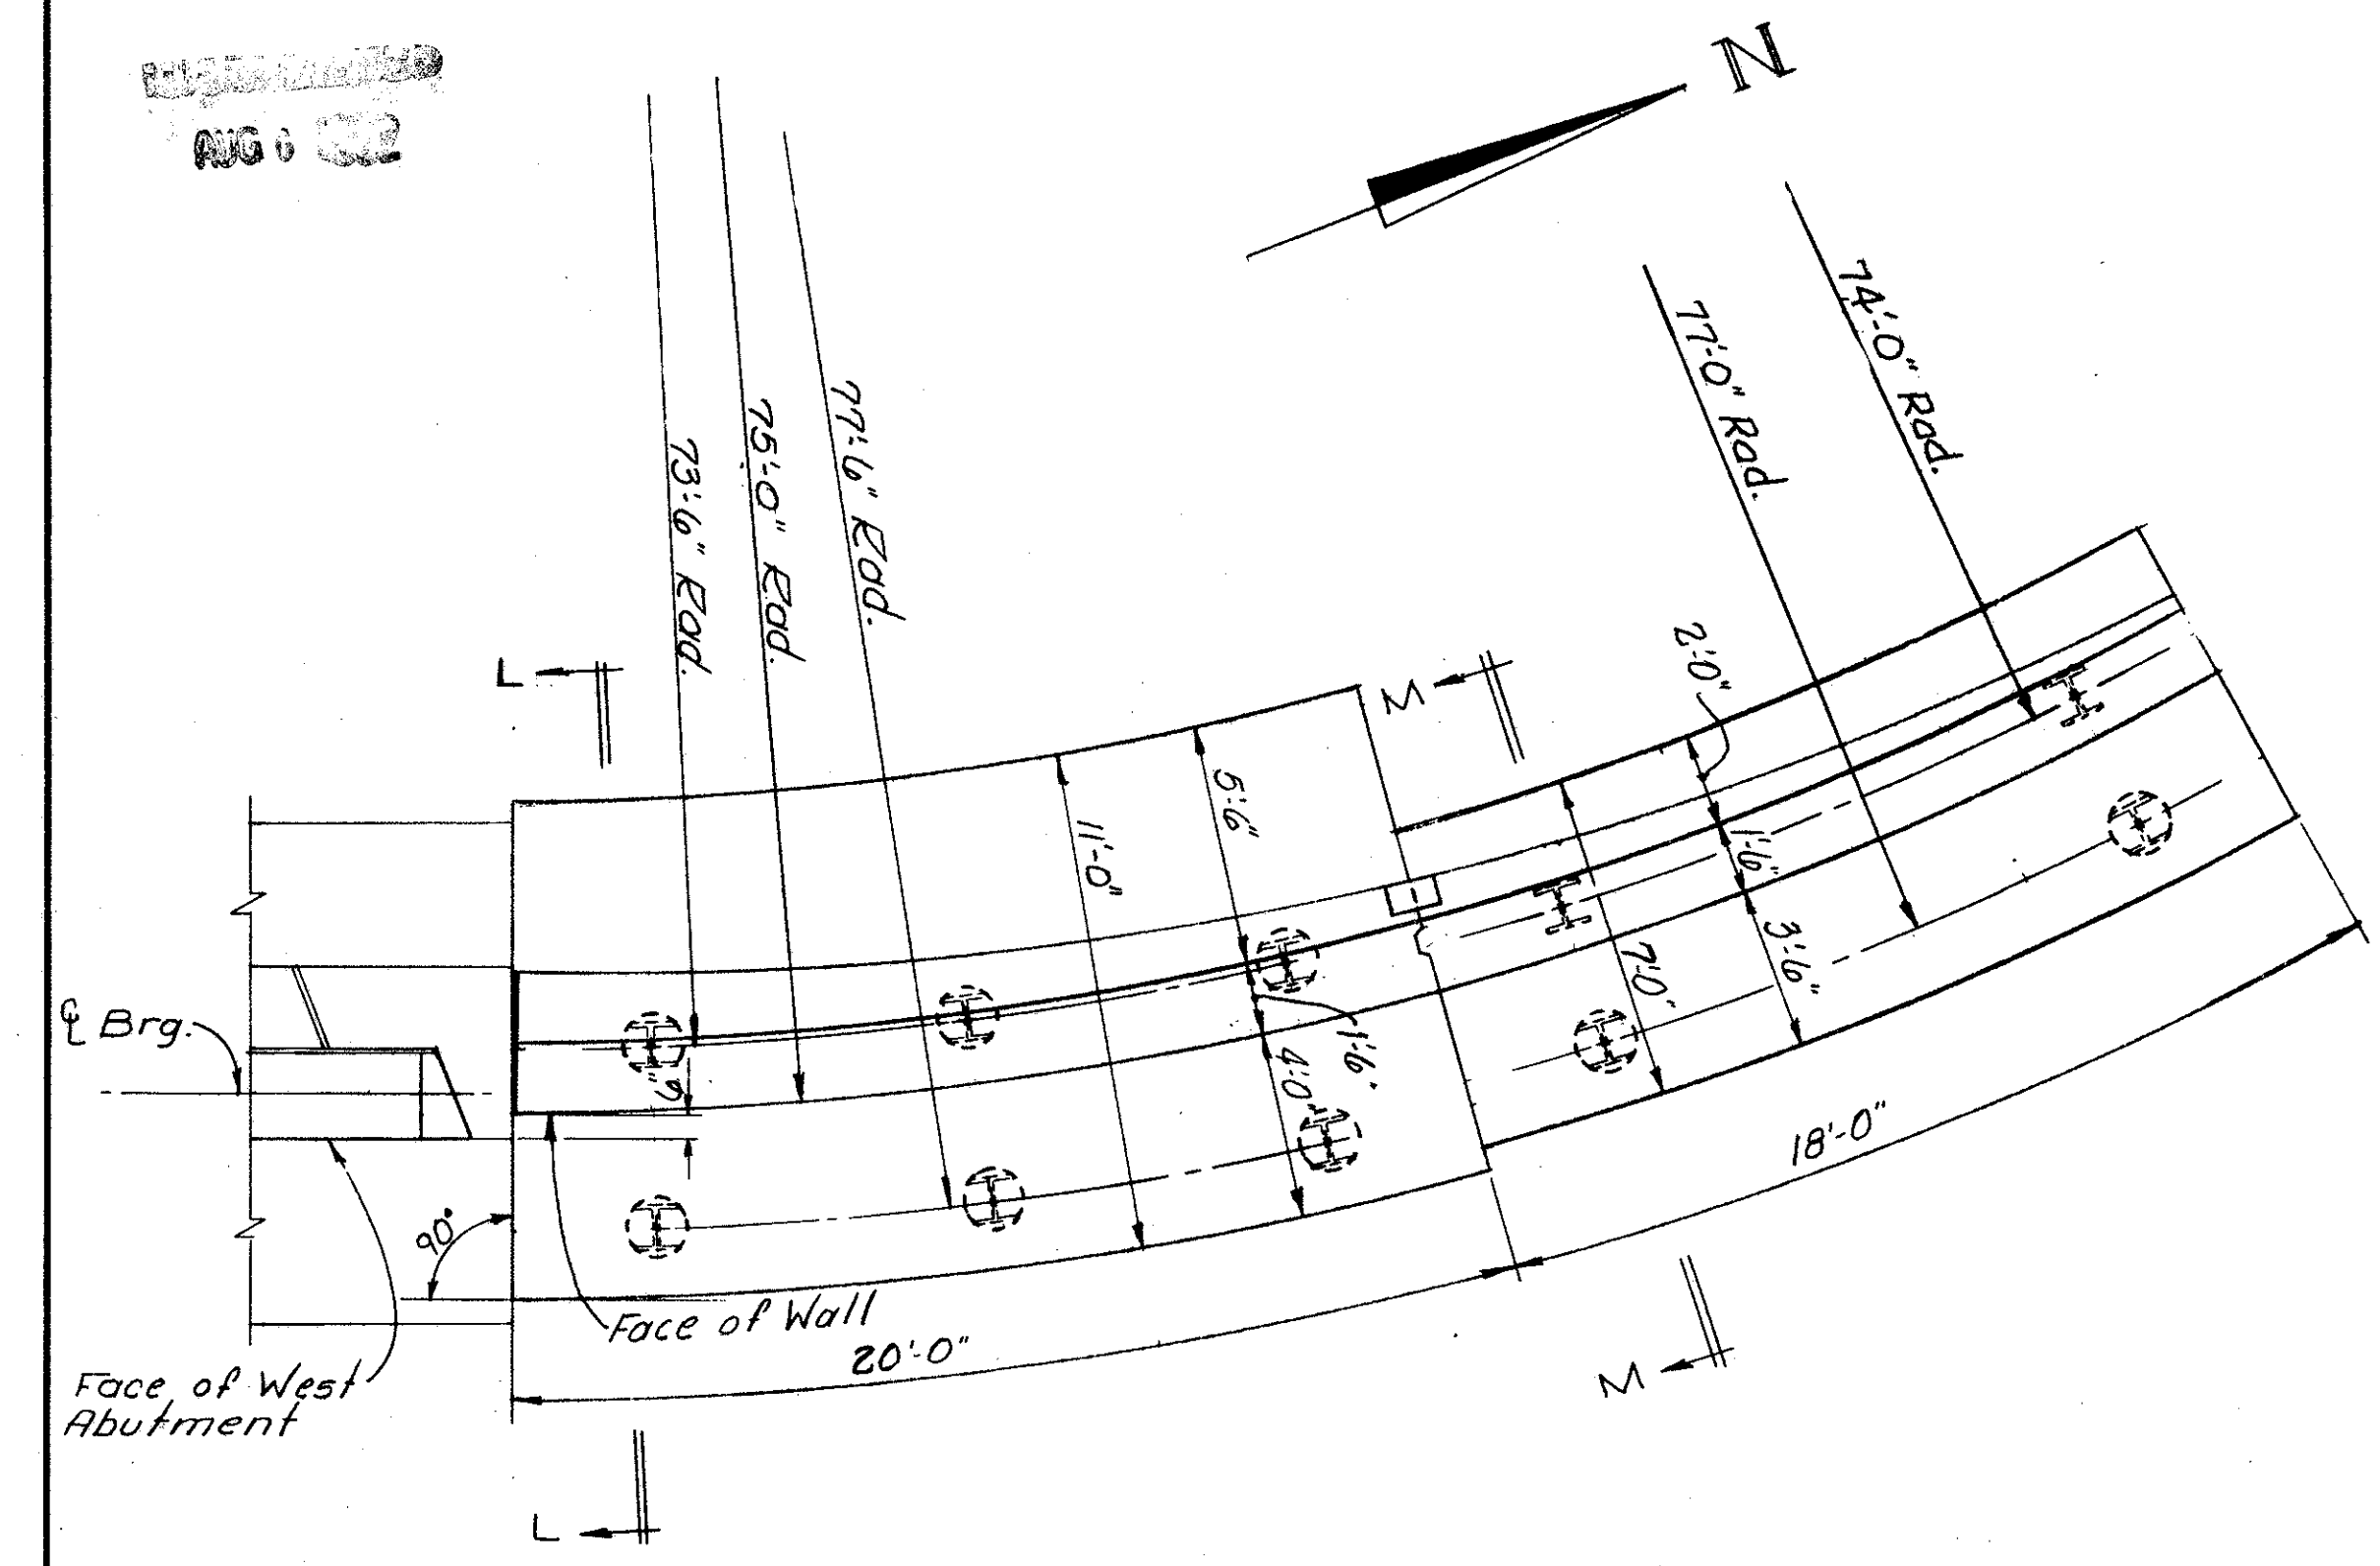 AUG 6
N
73'-6" Rad.
75'-0" Rad.
77'-6" Rad.
77'-0" Rad.
74'-0" Rad.
L
M
2'-0"
5'-6"
11'-0"
1'-6"
7'-0"
3'-6"
℄ Brg.
9"
1'-6"
4'-0"
18'-0"
90°
Face of Wall
20'-0"
Face of West
Abutment
M
L